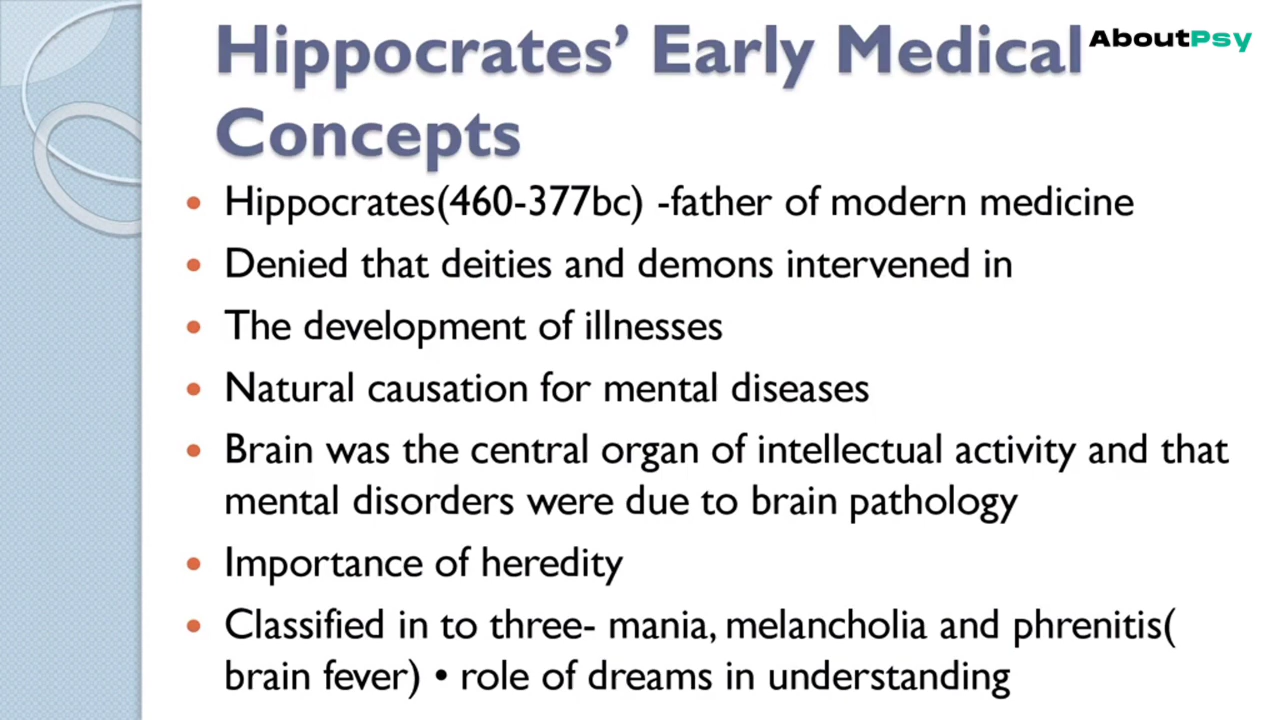 Hippocrates’ Early Medical
AboutPsy
Concepts
• Hippocrates(460-377bc) -father of modern medicine
• Denied that deities and demons intervened in
• The development of illnesses
• Natural causation for mental diseases
• Brain was the central organ of intellectual activity and that
mental disorders were due to brain pathology
• Importance of heredity
• Classified in to three- mania, melancholia and phrenitis(
brain fever) • role of dreams in understanding